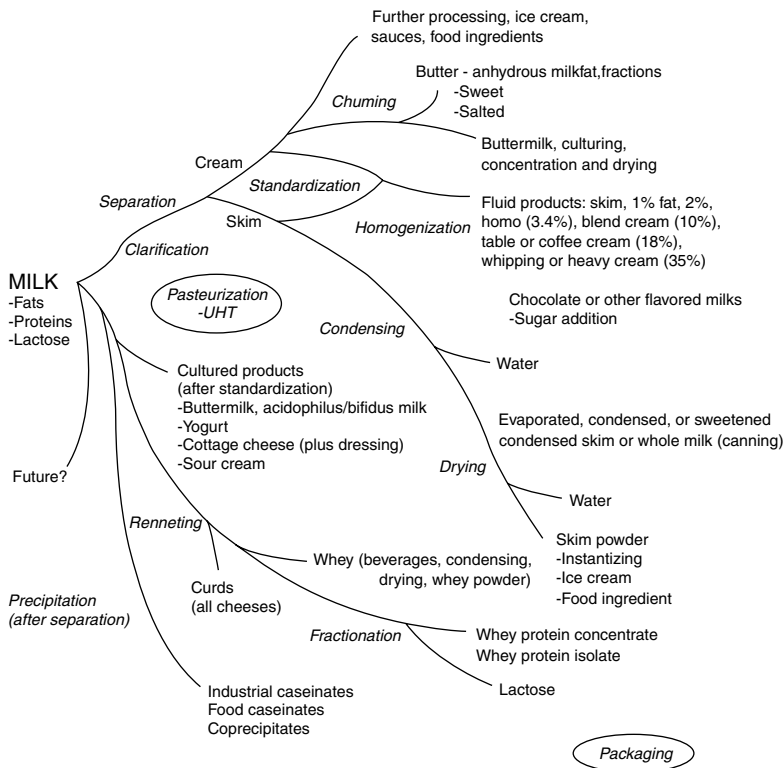 Further processing, ice cream,
sauces, food ingredients
Butter - anhydrous milkfat,fractions
-Sweet
-Salted
Chuming
Buttermilk, culturing,
concentration and drying
Cream
Standardization
Separation
Skim
Homogenization
Fluid products: skim, 1% fat, 2%,
homo (3.4%), blend cream (10%),
table or coffee cream (18%),
whipping or heavy cream (35%)
Clarification
MILK
-Fats
-Proteins
-Lactose
Pasteurization
-UHT
Chocolate or other flavored milks
-Sugar addition
Condensing
Water
Cultured products
(after standardization)
-Buttermilk, acidophilus/bifidus milk
-Yogurt
-Cottage cheese (plus dressing)
-Sour cream
Evaporated, condensed, or sweetened
condensed skim or whole milk (canning)
Drying
Future?
Water
Renneting
Skim powder
-Instantizing
-Ice cream
-Food ingredient
Whey (beverages, condensing,
drying, whey powder)
Curds
(all cheeses)
Precipitation
(after separation)
Fractionation
Whey protein concentrate
Whey protein isolate
Lactose
Industrial caseinates
Food caseinates
Coprecipitates
Packaging